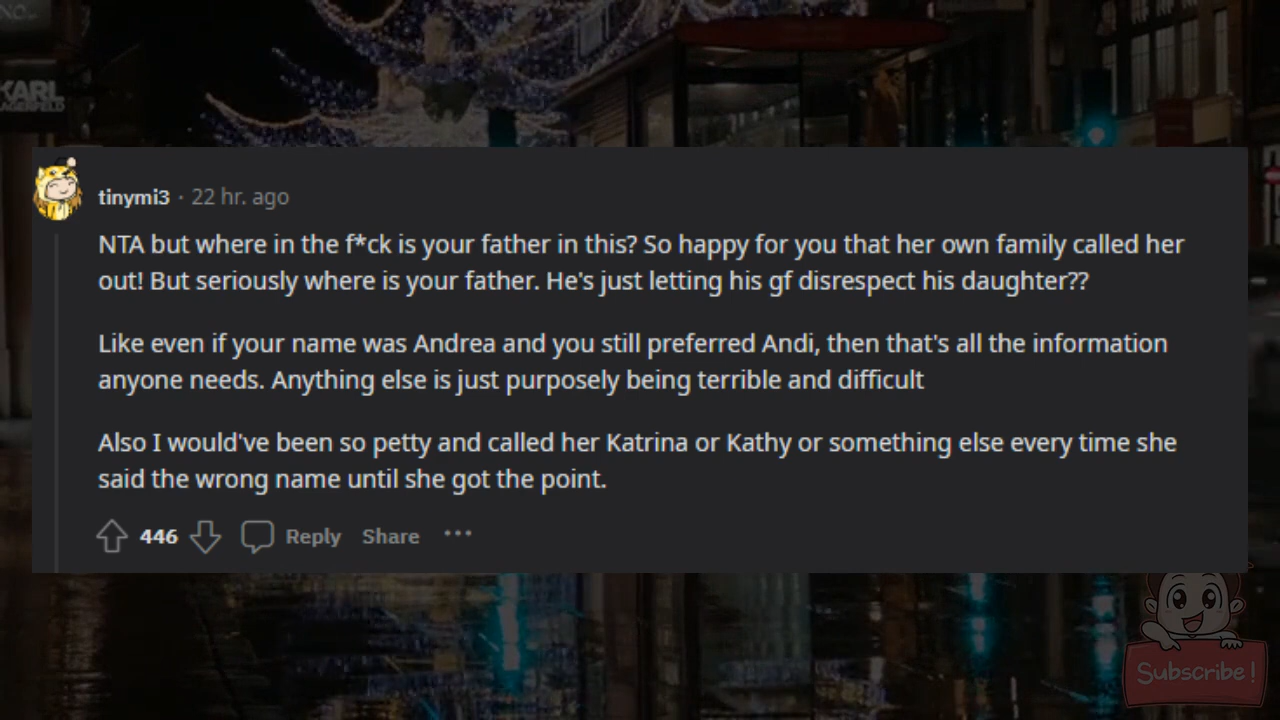 NO..
KARL
LAGERFELD
tinymi3 · 22 hr. ago
NTA but where in the f*ck is your father in this? So happy for you that her own family called her
out! But seriously where is your father. He's just letting his gf disrespect his daughter??
Like even if your name was Andrea and you still preferred Andi, then that's all the information
anyone needs. Anything else is just purposely being terrible and difficult
Also I would've been so petty and called her Katrina or Kathy or something else every time she
said the wrong name until she got the point.
446 Reply Share ···
Subscribe!